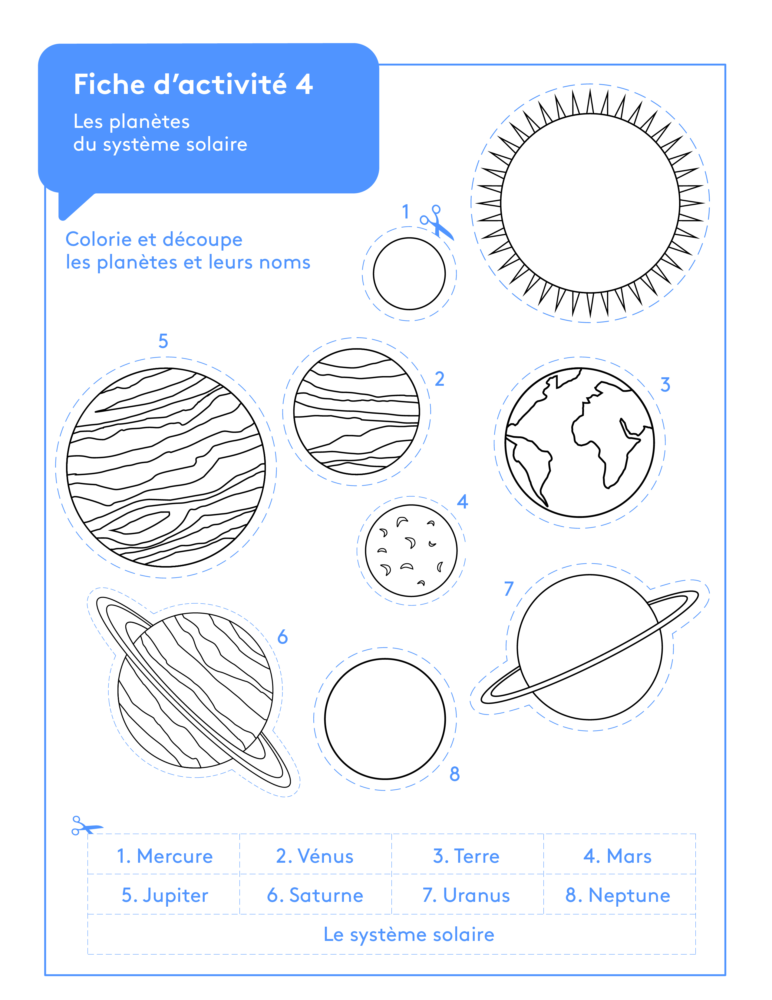 Fiche d’activité 4
Les planètes
du système solaire
Colorie et découpe
les planètes et leurs noms
1
5
2
3
4
7
6
8
1. Mercure
2. Vénus
3. Terre
4. Mars
5. Jupiter
6. Saturne
7. Uranus
8. Neptune
Le système solaire